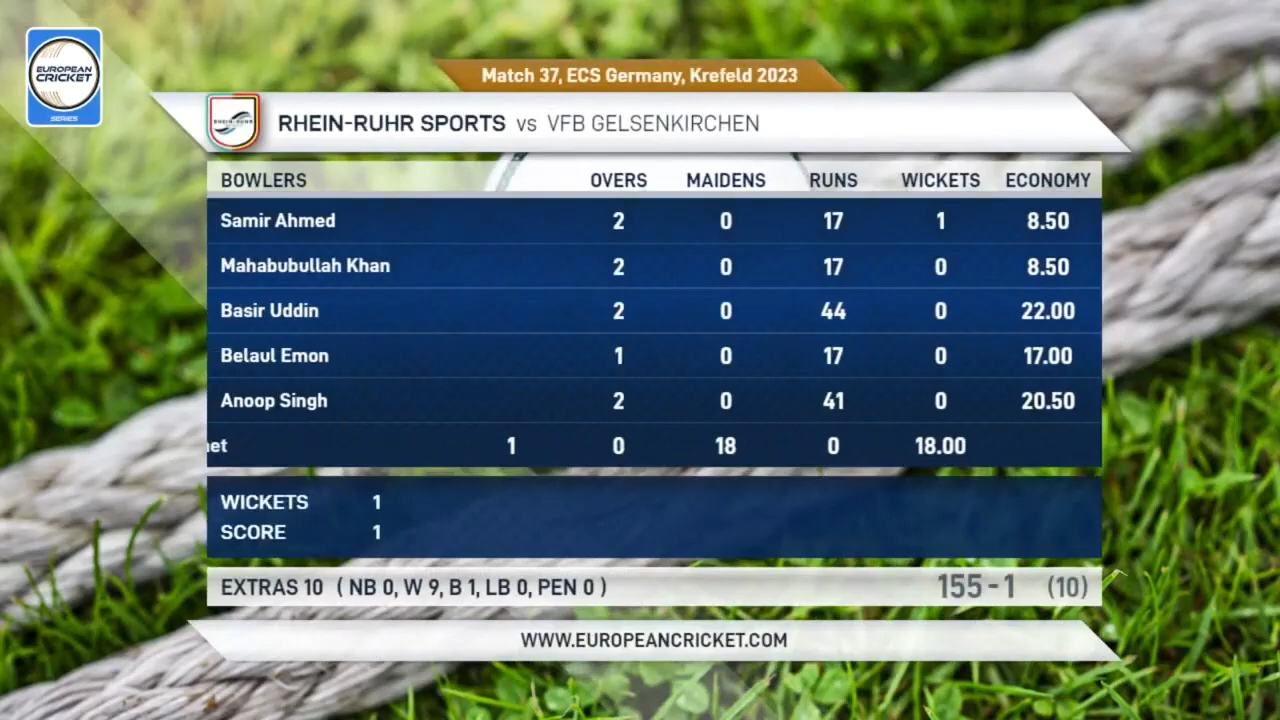 EUROPEAN
CRICKET
SERIES
Match 37, ECS Germany, Krefeld 2023
RHEIN-RUHR
RHEIN-RUHR SPORTS vs VFB GELSENKIRCHEN
BOWLERS OVERS MAIDENS RUNS WICKETS ECONOMY
Samir Ahmed 2 0 17 1 8.50
Mahabubullah Khan 2 0 17 0 8.50
Basir Uddin 2 0 44 0 22.00
Belaul Emon 1 0 17 0 17.00
Anoop Singh 2 0 41 0 20.50
et 1 0 18 0 18.00
WICKETS 1
SCORE 1
EXTRAS 10 ( NB 0, W 9, B 1, LB 0, PEN 0 ) 155-1 (10)
WWW.EUROPEANCRICKET.COM